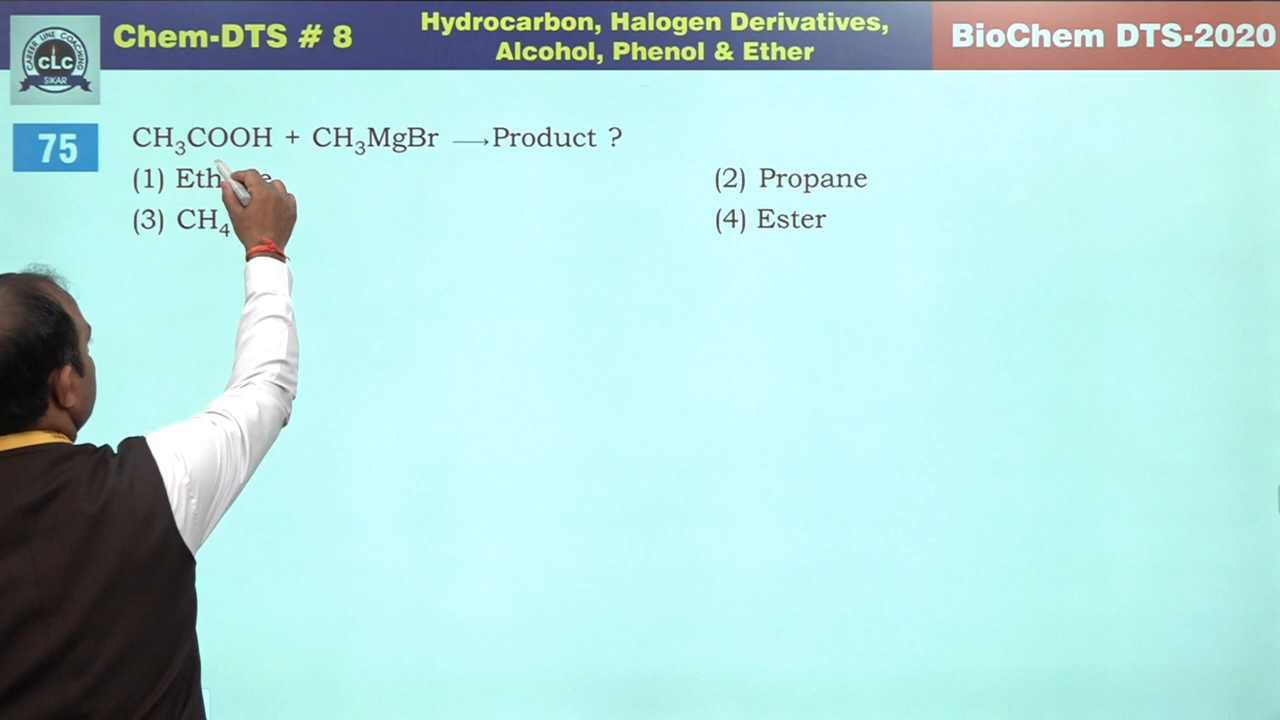 CAREER LINE COACHING
CLC
SIKAR
Chem-DTS # 8
Hydrocarbon, Halogen Derivatives,
Alcohol, Phenol & Ether
BioChem DTS-2020
75
CH₃COOH + CH₃MgBr ⟶Product ?
(1) Eth e
(2) Propane
(3) CH₄
(4) Ester